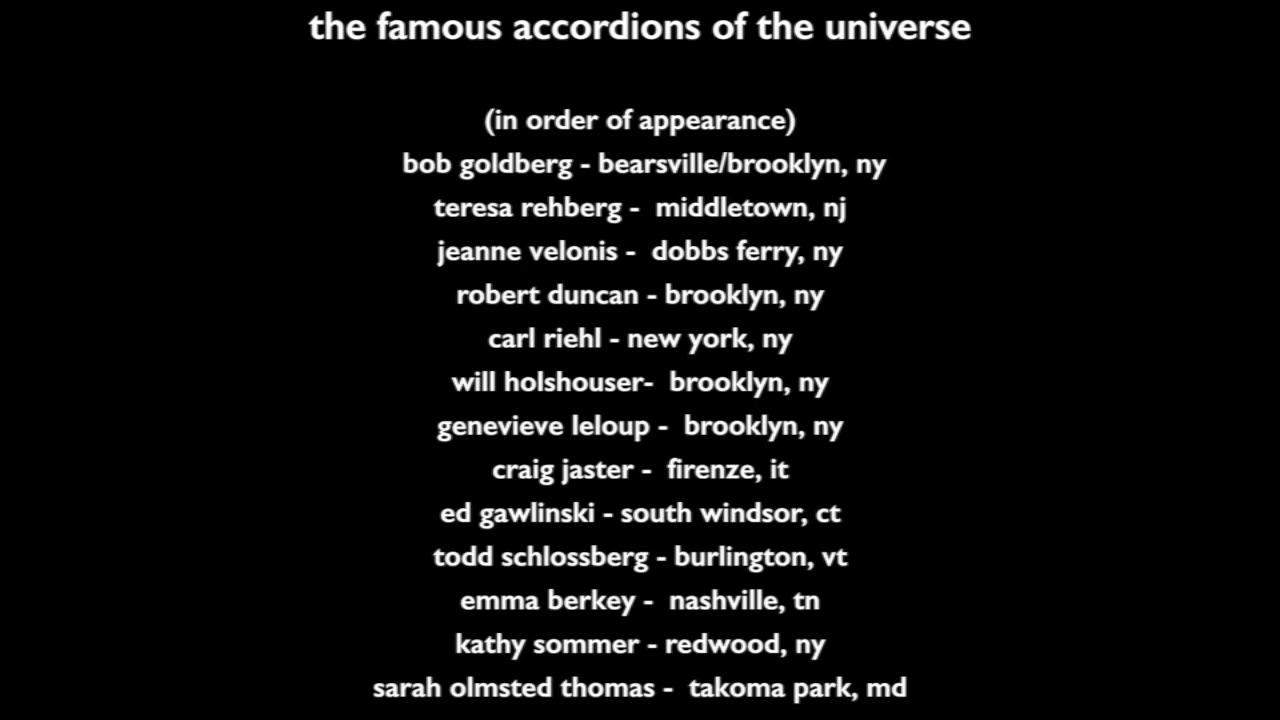 the famous accordions of the universe
(in order of appearance)
bob goldberg - bearsville/brooklyn, ny
teresa rehberg -  middletown, nj
jeanne velonis -  dobbs ferry, ny
robert duncan - brooklyn, ny
carl riehl - new york, ny
will holshouser-  brooklyn, ny
genevieve leloup -  brooklyn, ny
craig jaster -  firenze, it
ed gawlinski - south windsor, ct
todd schlossberg - burlington, vt
emma berkey -  nashville, tn
kathy sommer - redwood, ny
sarah olmsted thomas -  takoma park, md